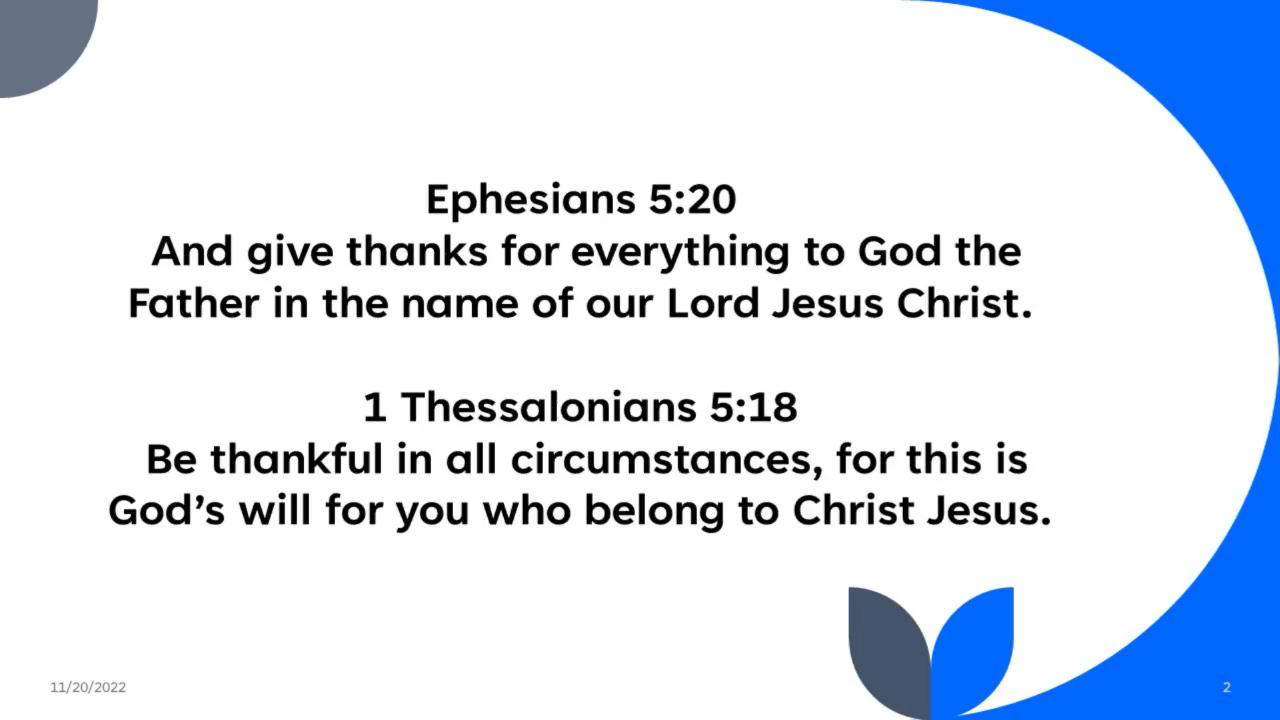 Ephesians 5:20
And give thanks for everything to God the
Father in the name of our Lord Jesus Christ.
1 Thessalonians 5:18
Be thankful in all circumstances, for this is
God’s will for you who belong to Christ Jesus.
11/20/2022
2